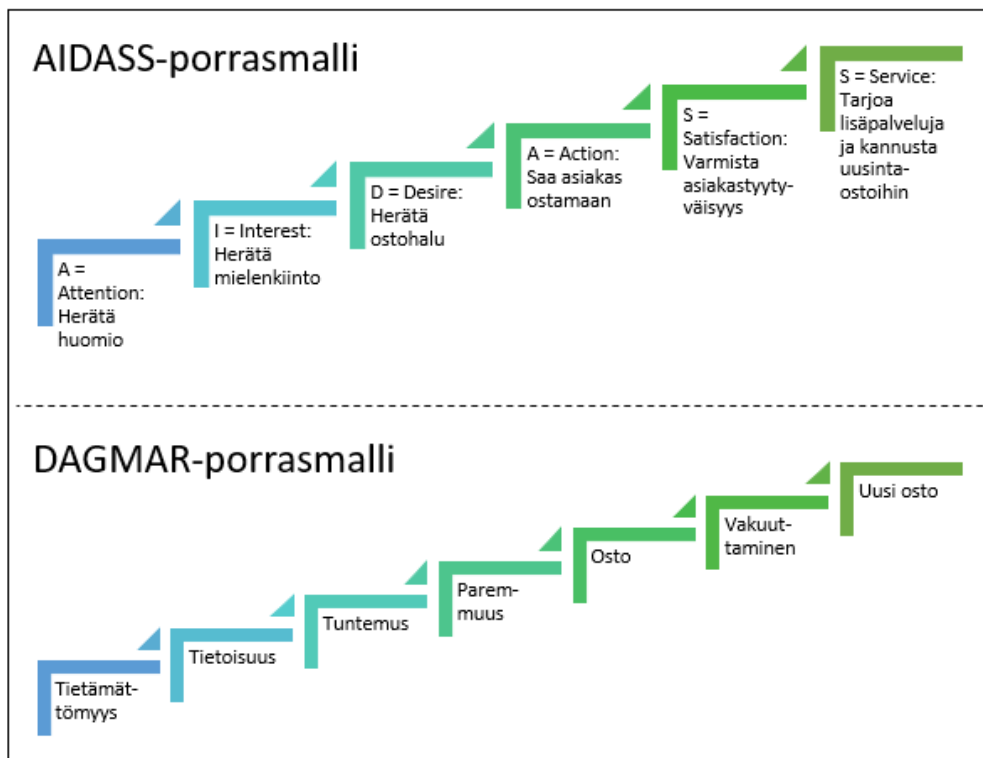 AIDASS-porrasmalli
A =
Attention:
Herätä
huomio
I = Interest:
Herätä
mielenkiinto
D = Desire:
Herätä
ostohalu
A = Action:
Saa asiakas
ostamaan
S =
Satisfaction:
Varmista
asiakastyyty-
väisyys
S = Service:
Tarjoa
lisäpalveluja
ja kannusta
uusinta-
ostoihin
DAGMAR-porrasmalli
Tietämät-
tömyys
Tietoisuus
Tuntemus
Parem-
muus
Osto
Vakuut-
taminen
Uusi osto